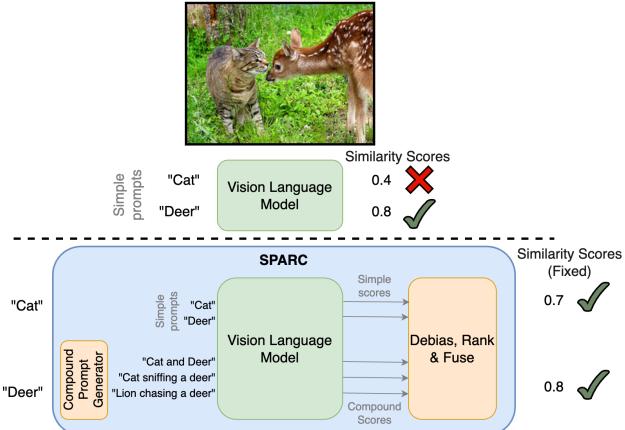 Similarity Scores
Simple
prompts
"Cat"
0.4
"Deer"
0.8
Vision Language
Model
SPARC
Similarity Scores
(Fixed)
"Cat"
"Deer"
Compound
Prompt
Generator
Simple
prompts
"Cat"
"Deer"
"Cat and Deer"
"Cat sniffing a deer"
"Lion chasing a deer"
Vision Language
Model
Simple
scores
Compound
Scores
Debias, Rank
& Fuse
0.7
0.8